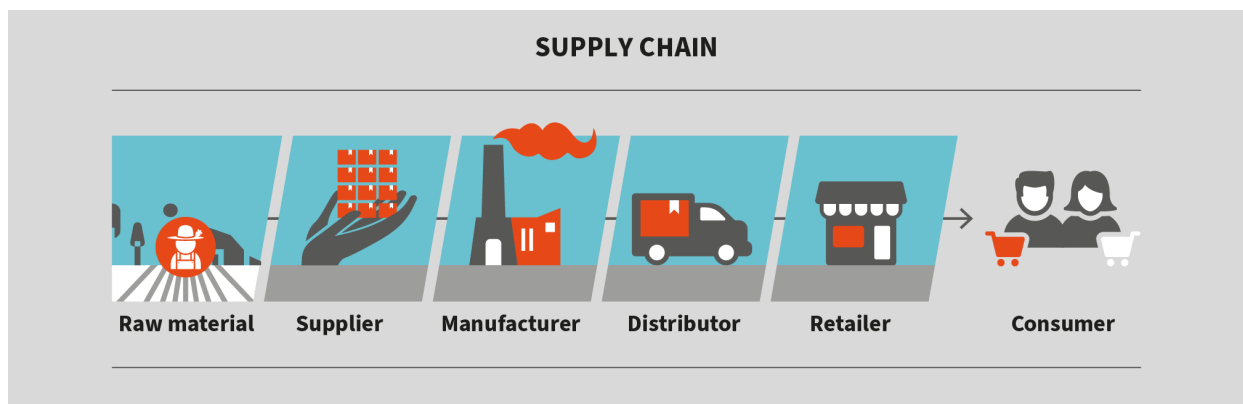 SUPPLY CHAIN
Raw material
Supplier
Manufacturer
Distributor
Retailer
Consumer